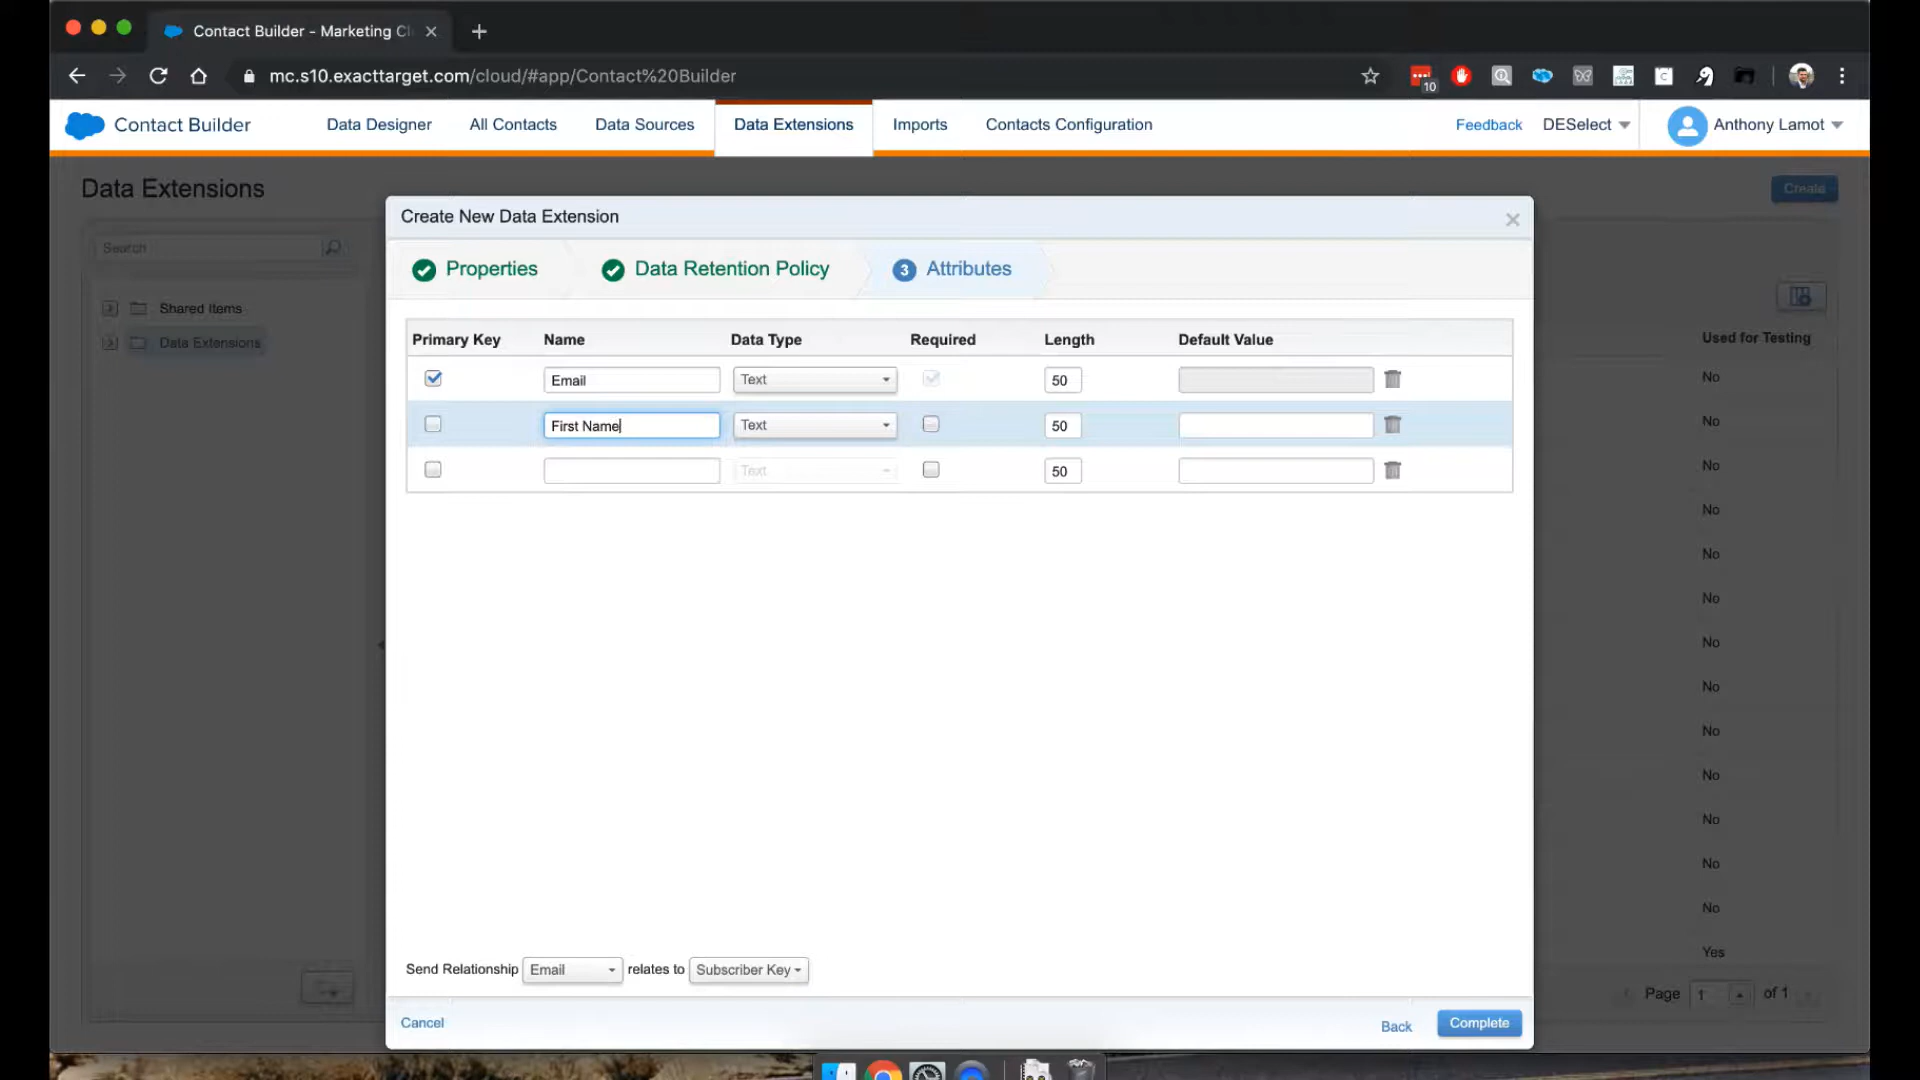 Contact Builder - Marketing Cl
mc.s10.exacttarget.com/cloud/#app/Contact%20Builder
10
Contact Builder
Data Designer
All Contacts
Data Sources
Data Extensions
Imports
Contacts Configuration
Feedback
DESelect
Anthony Lamot
Data Extensions
Create
Search
Shared Items
Data Extensions
Used for Testing
No
No
No
No
No
No
No
No
No
No
No
No
No
Yes
Page 1 of 1
Create New Data Extension
Properties
Data Retention Policy
3 Attributes
Primary Key Name Data Type Required Length Default Value
Email Text 50
First Name Text 50
Text 50
Send Relationship Email relates to Subscriber Key
Cancel
Back
Complete